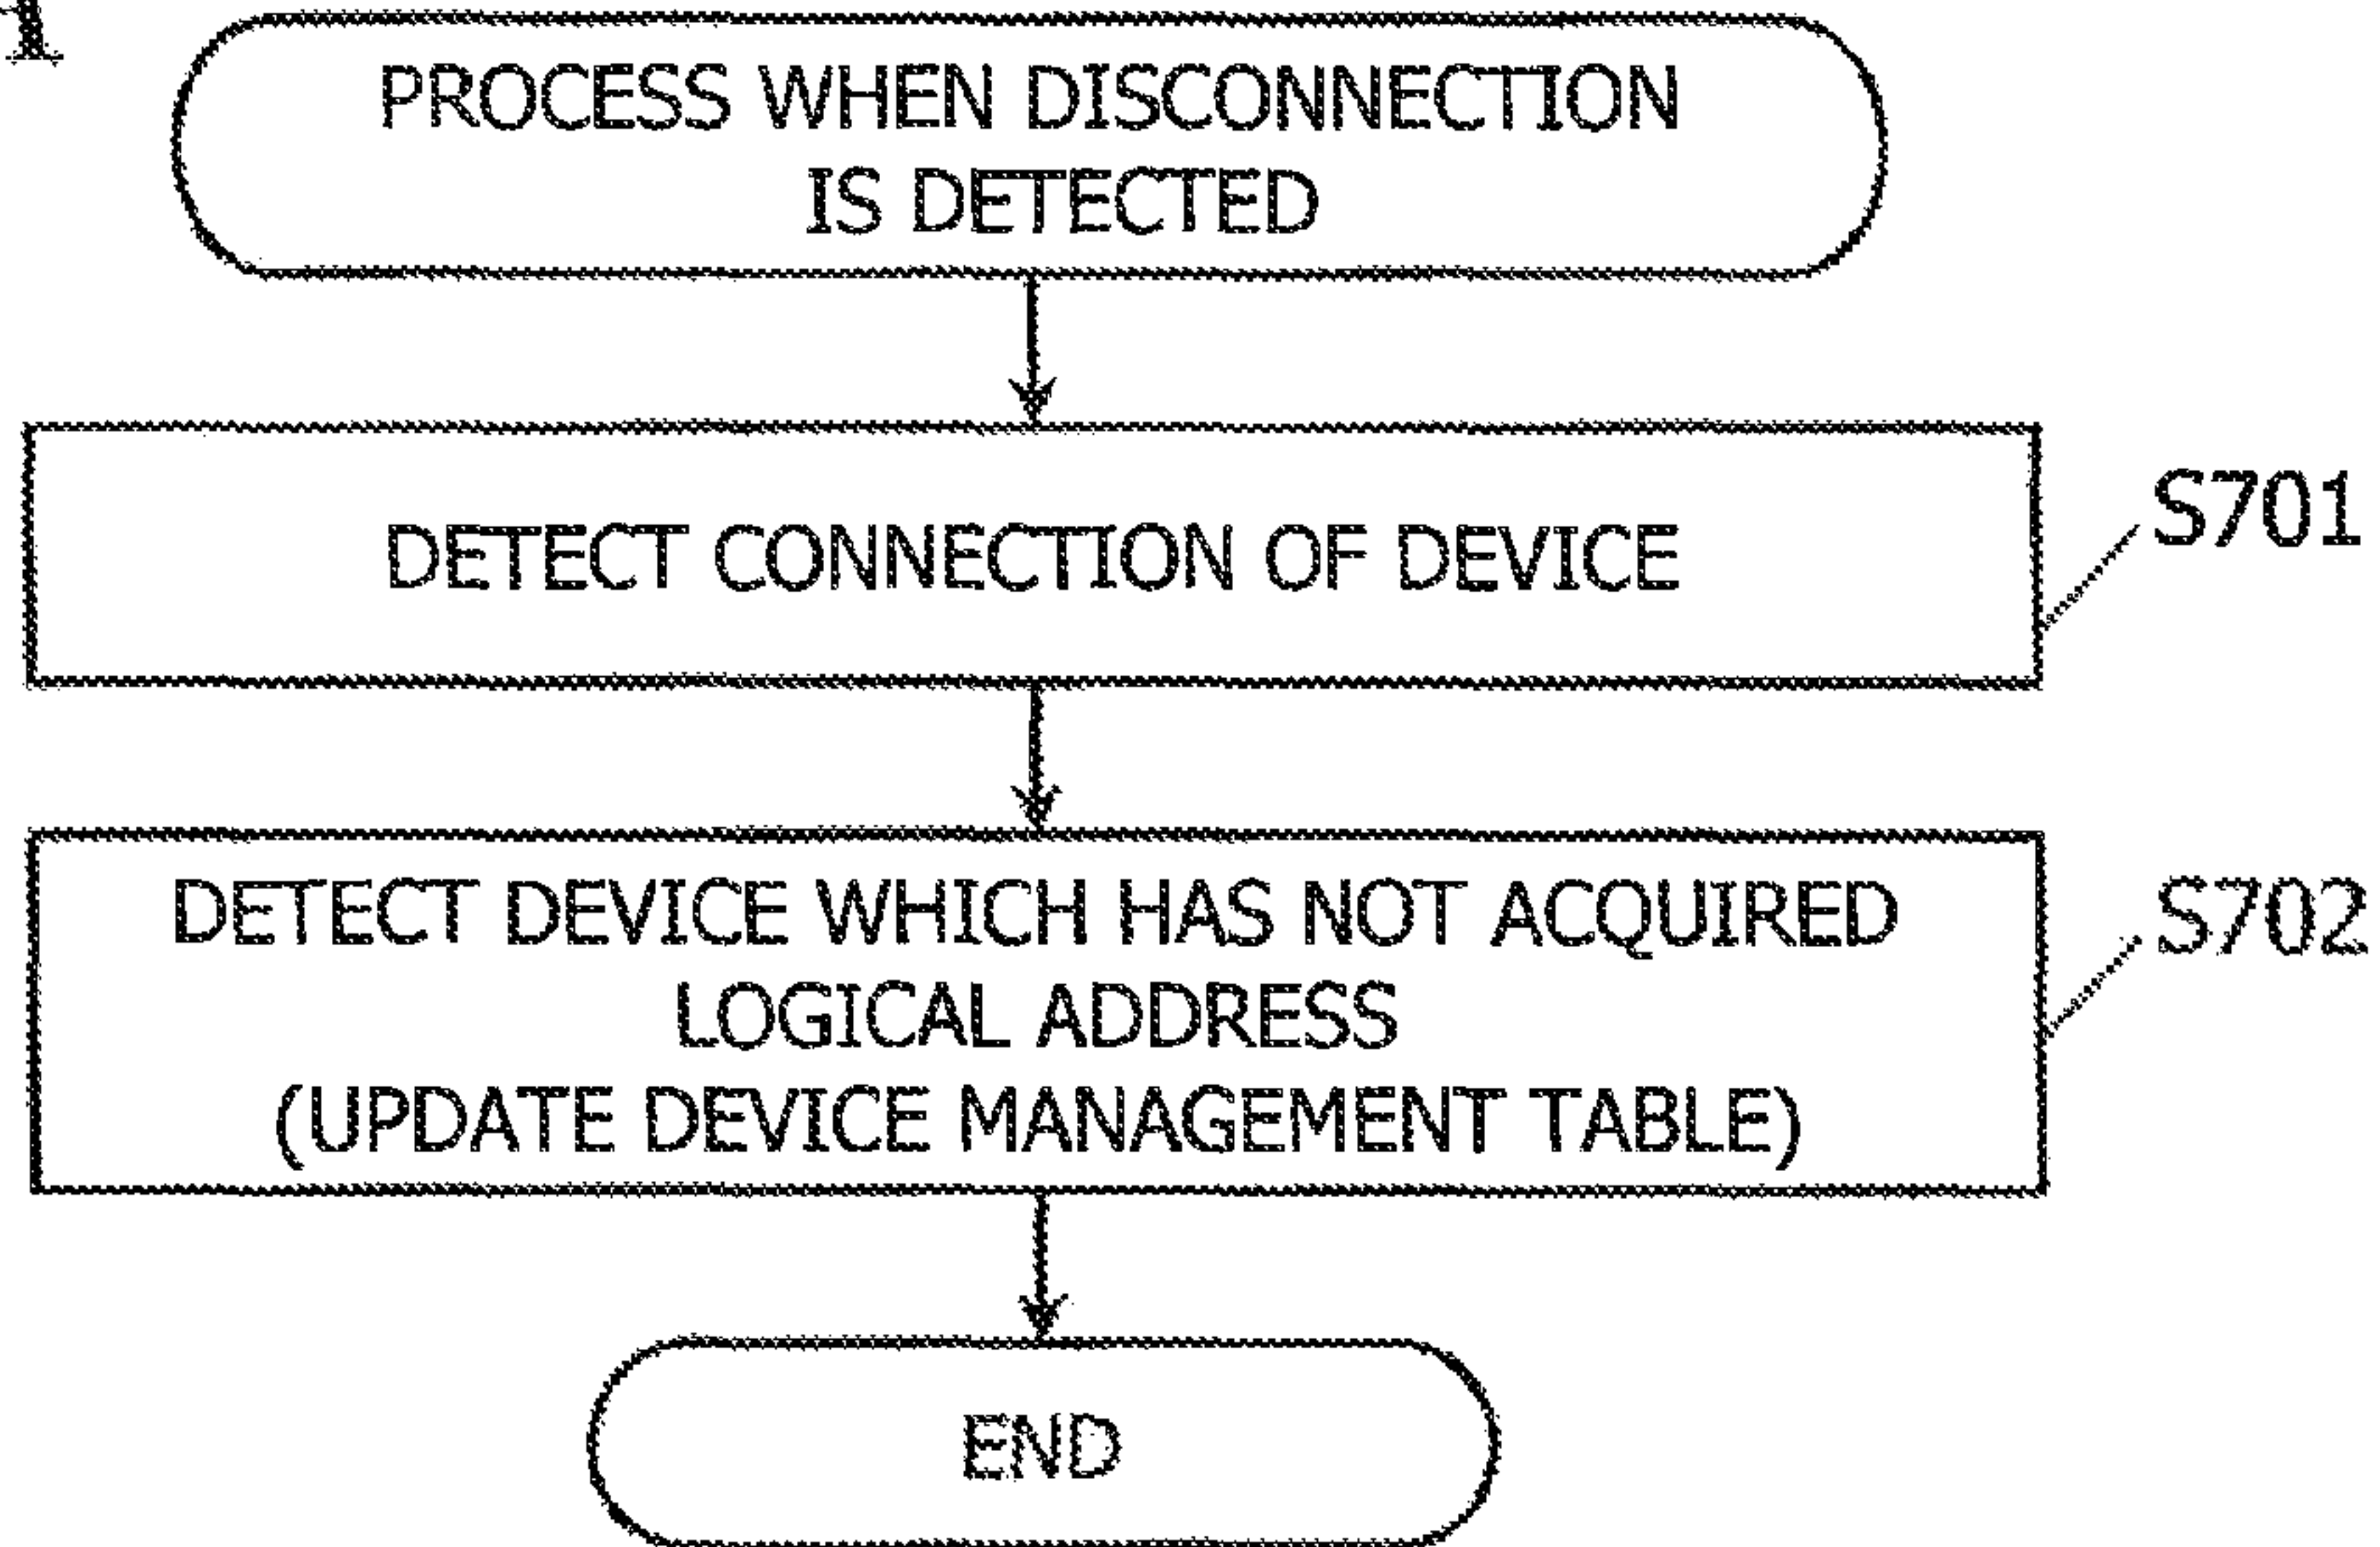 PROCESS WHEN DISCONNECTION
IS DETECTED
DETECT CONNECTION OF DEVICE
S701
DETECT DEVICE WHICH HAS NOT ACQUIRED
LOGICAL ADDRESS
(UPDATE DEVICE MANAGEMENT TABLE)
S702
END